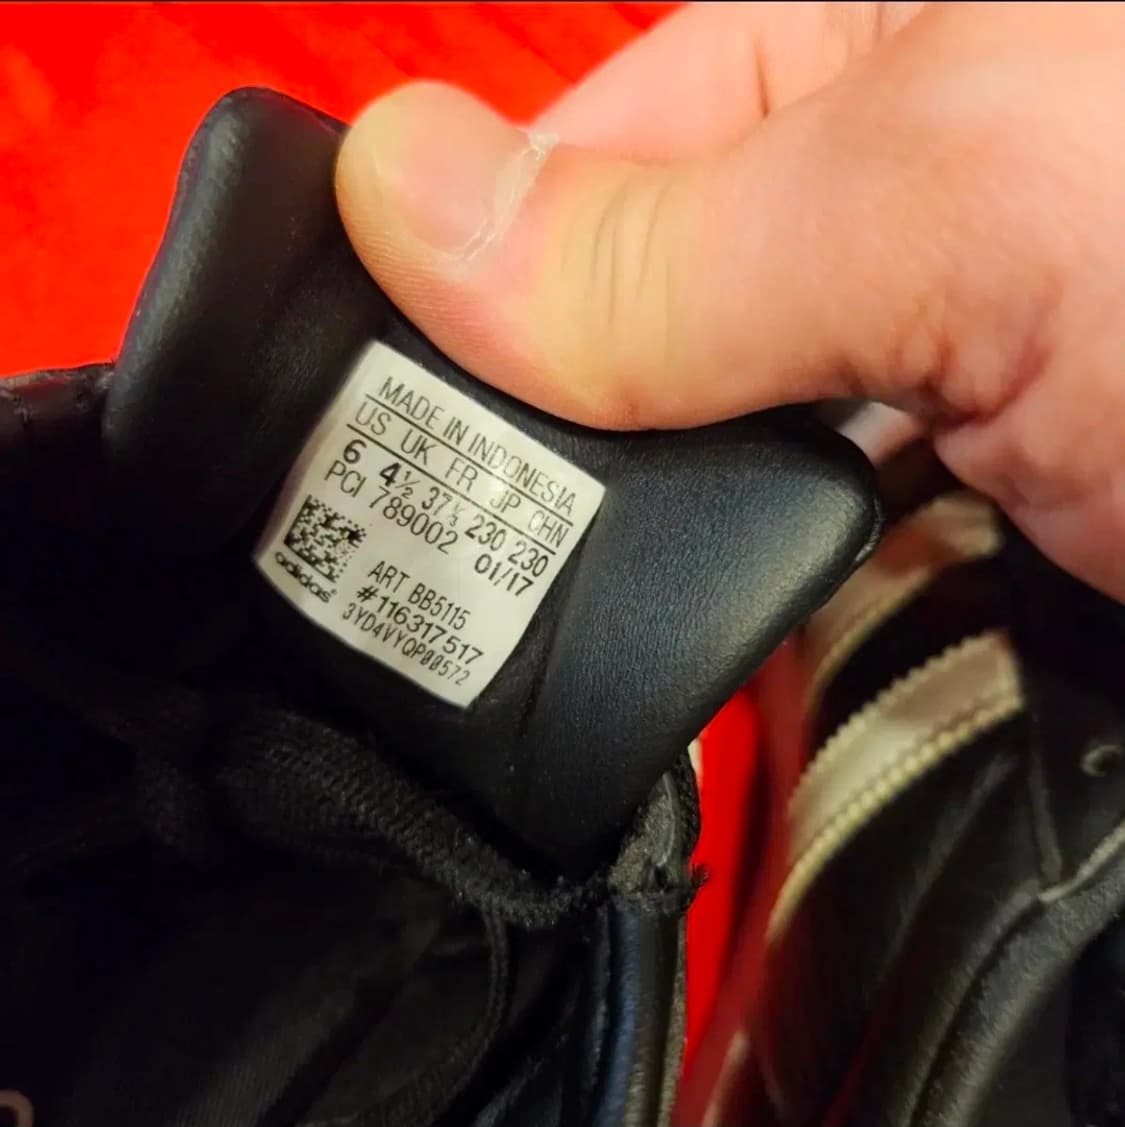 MADE IN INDONESIA
US UK FR JP CHN
6 4½ 37⅓ 230 230
PCI 789002 01/17
ART BB5115
#116317517
3YD4VYQP00572
adidas